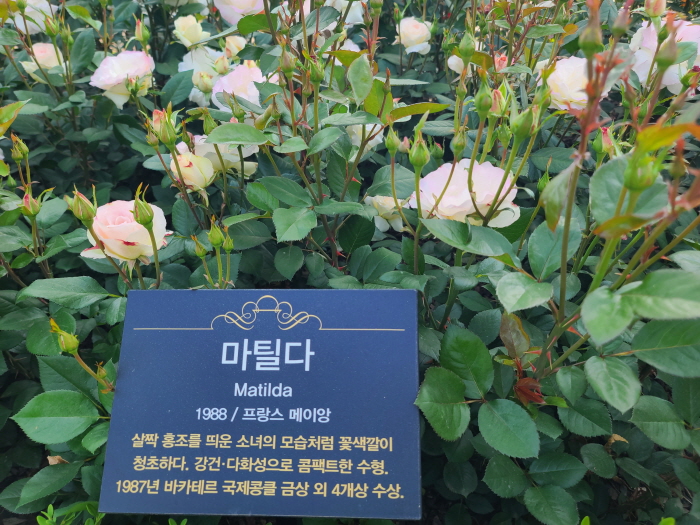 마틸다
Matilda
1988 / 프랑스 메이앙
살짝 홍조를 띄운 소녀의 모습처럼 꽃색깔이
청초하다. 강건·다화성으로 콤팩트한 수형.
1987년 바카테르 국제콩쿨 금상 외 4개상 수상.